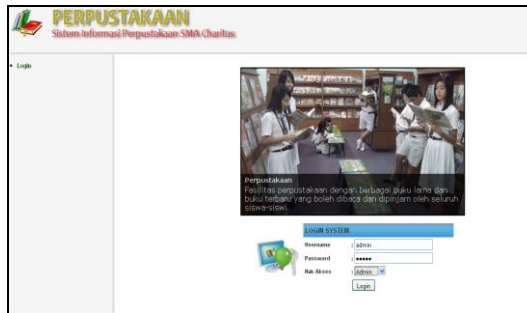 PERPUSTAKAAN
Sistem Informasi Perpustakaan SMA Charitas
Login
Perpustakaan
Fasilitas perpustakaan dengan berbagai buku lama dan
buku terbaru yang boleh dibaca dan dipinjam oleh seluruh
siswa-siswi.
LOGIN SYSTEM
Username : admin
Password : •••••
Hak Akses : Admin
Login